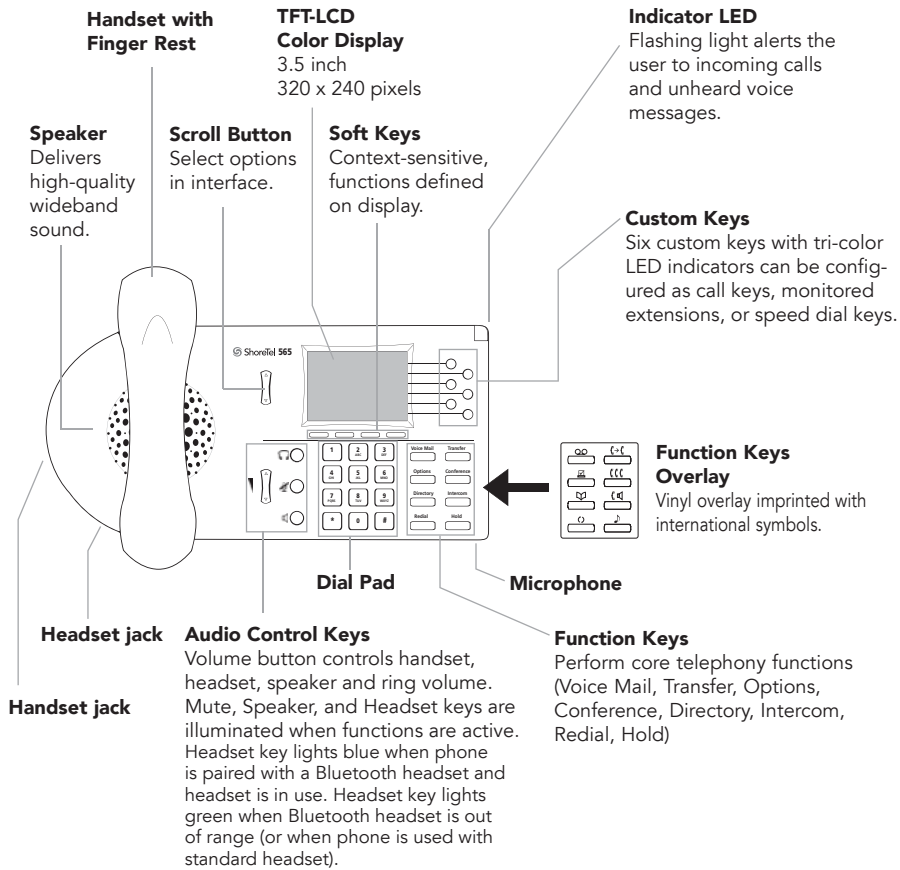 Handset with
Finger Rest
TFT-LCD
Color Display
3.5 inch
320 x 240 pixels
Indicator LED
Flashing light alerts the
user to incoming calls
and unheard voice
messages.
Speaker
Delivers
high-quality
wideband
sound.
Scroll Button
Select options
in interface.
Soft Keys
Context-sensitive,
functions defined
on display.
Custom Keys
Six custom keys with tri-color
LED indicators can be config-
ured as call keys, monitored
extensions, or speed dial keys.
ShoreTel 565
1 2 3
4 5 6
7 8 9
* 0 #
Voice Mail Transfer
Options Conference
Directory Intercom
Redial Hold
Function Keys
Overlay
Vinyl overlay imprinted with
international symbols.
Dial Pad
Microphone
Headset jack
Handset jack
Audio Control Keys
Volume button controls handset,
headset, speaker and ring volume.
Mute, Speaker, and Headset keys are
illuminated when functions are active.
Headset key lights blue when phone
is paired with a Bluetooth headset and
headset is in use. Headset key lights
green when Bluetooth headset is out
of range (or when phone is used with
standard headset).
Function Keys
Perform core telephony functions
(Voice Mail, Transfer, Options,
Conference, Directory, Intercom,
Redial, Hold)